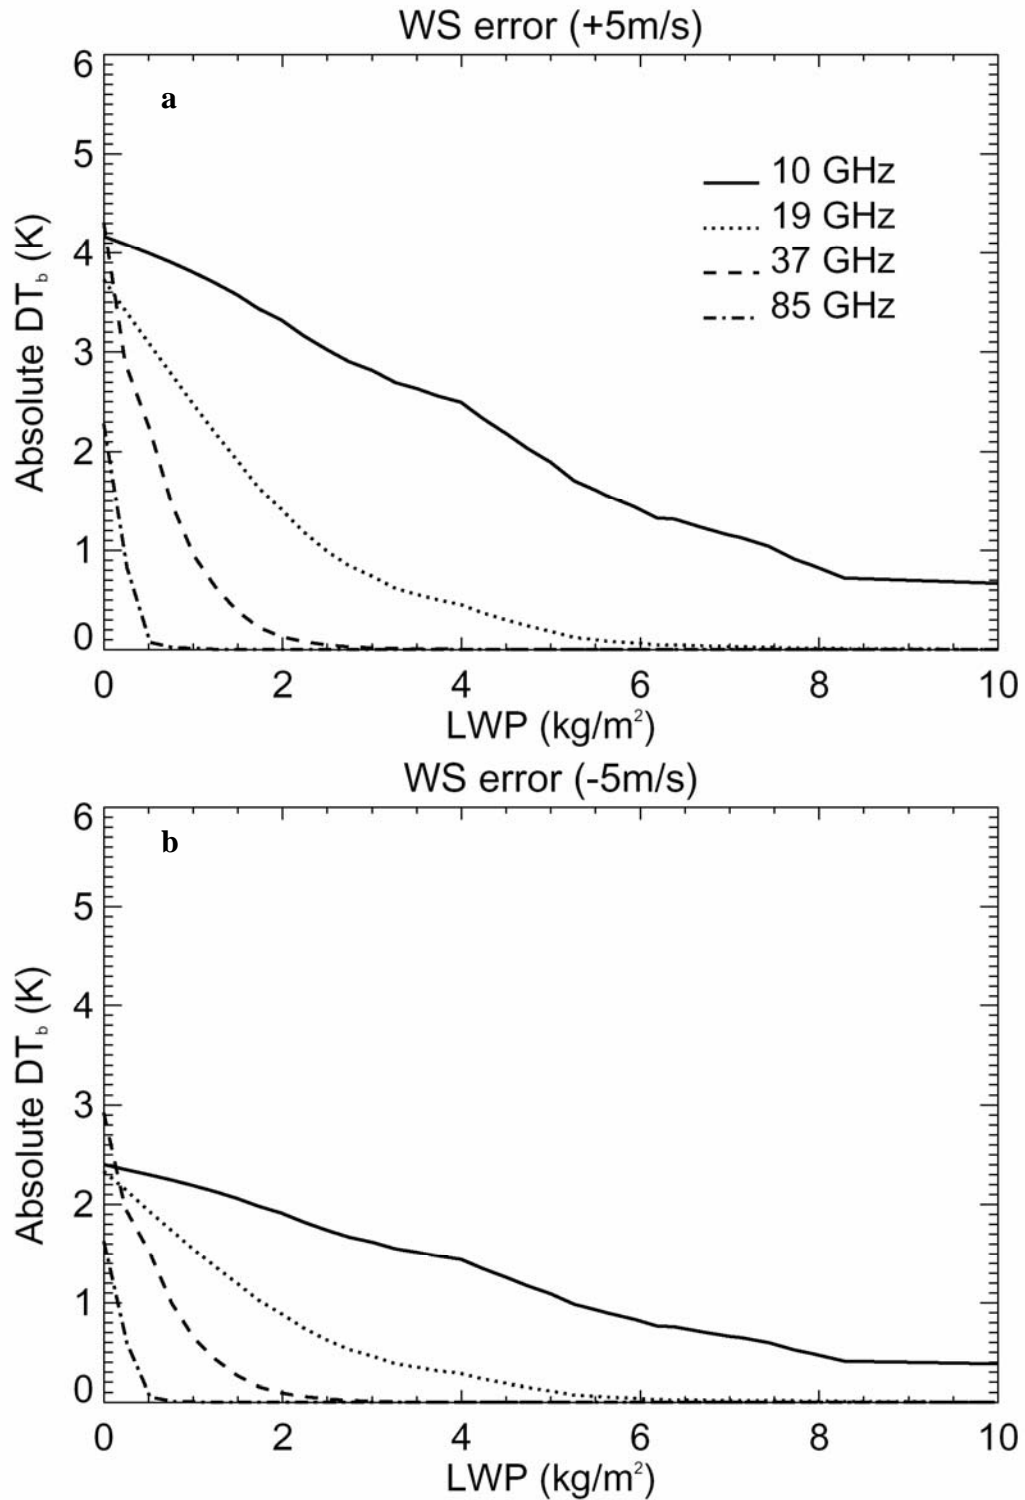 WS error (+5m/s)
6
a
5
10 GHz
19 GHz
4
37 GHz
85 GHz
3
2
1
0
Absolute DT_b (K)
0 2 4 6 8 10
LWP (kg/m²)
WS error (-5m/s)
6
b
5
4
3
2
1
0
Absolute DT_b (K)
0 2 4 6 8 10
LWP (kg/m²)